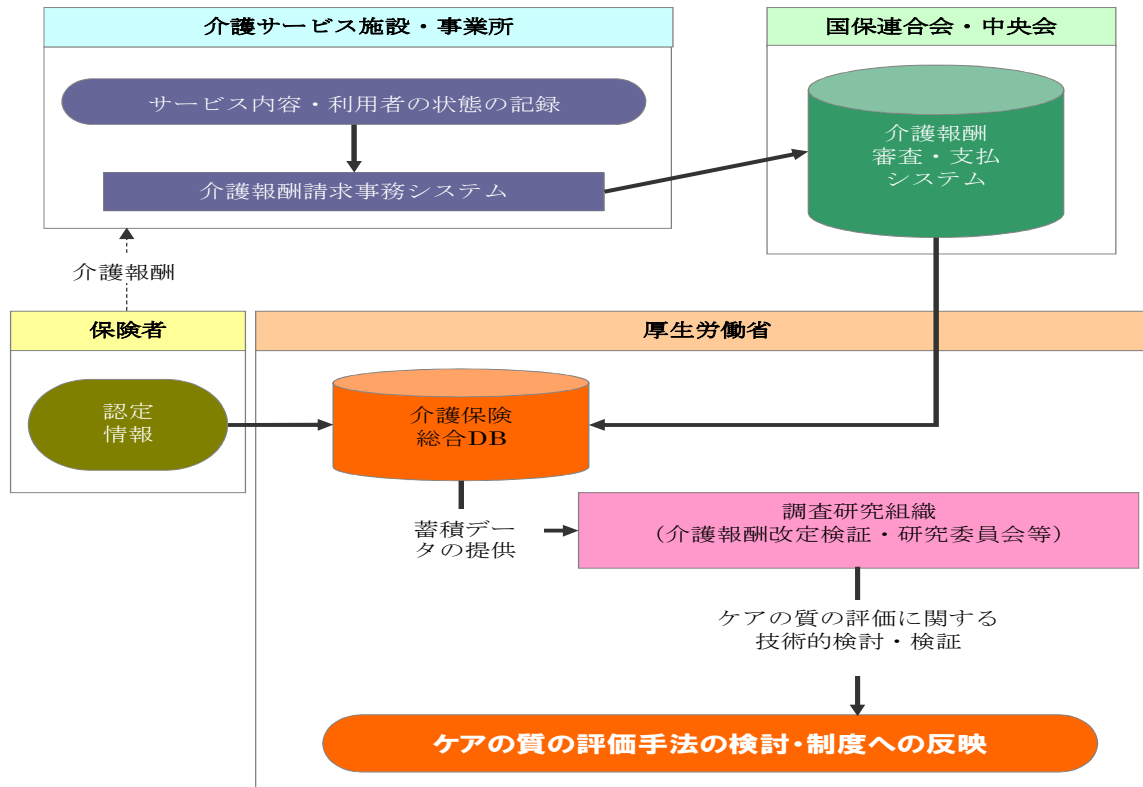 介護サービス施設・事業所
国保連合会・中央会
サービス内容・利用者の状態の記録
介護報酬請求事務システム
介護報酬
審査・支払
システム
介護報酬
保険者
厚生労働省
認定
情報
介護保険
総合DB
蓄積デー
タの提供
調査研究組織
(介護報酬改定検証・研究委員会等)
ケアの質の評価に関する
技術的検討・検証
ケアの質の評価手法の検討・制度への反映